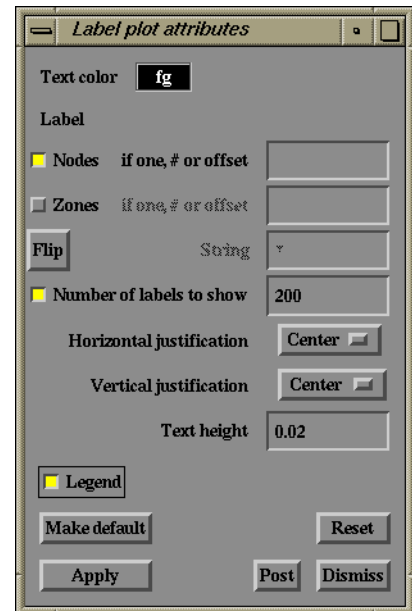 Label plot attributes
Text color fg
Label
Nodes if one, # or offset
Zones if one, # or offset
Flip String *
Number of labels to show 200
Horizontal justification Center
Vertical justification Center
Text height 0.02
Legend
Make default Reset
Apply Post Dismiss